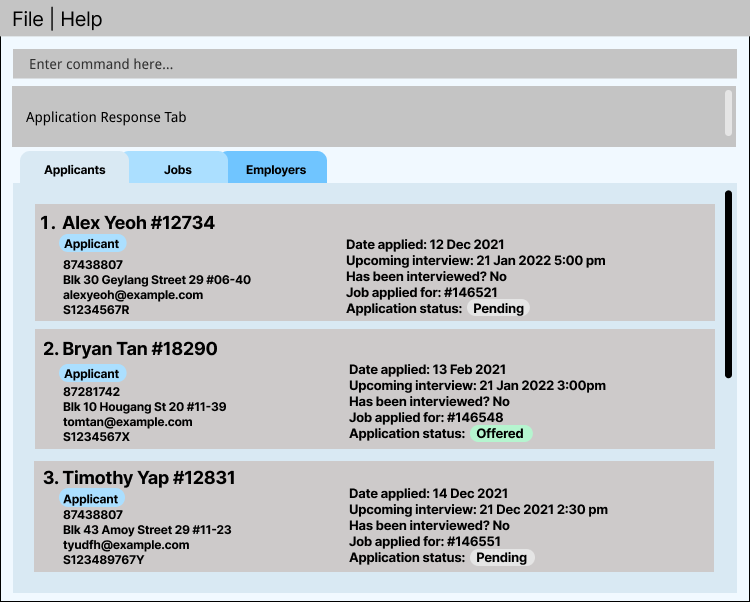 File | Help
Enter command here...
Application Response Tab
Applicants Jobs Employers
1. Alex Yeoh #12734
Applicant
87438807
Blk 30 Geylang Street 29 #06-40
alexyeoh@example.com
S1234567R
Date applied: 12 Dec 2021
Upcoming interview: 21 Jan 2022 5:00 pm
Has been interviewed? No
Job applied for: #146521
Application status: Pending
2. Bryan Tan #18290
Applicant
87281742
Blk 10 Hougang St 20 #11-39
tomtan@example.com
S1234567X
Date applied: 13 Feb 2021
Upcoming interview: 21 Jan 2022 3:00pm
Has been interviewed? No
Job applied for: #146548
Application status: Offered
3. Timothy Yap #12831
Applicant
87438807
Blk 43 Amoy Street 29 #11-23
tyudfh@example.com
S123489767Y
Date applied: 14 Dec 2021
Upcoming interview: 21 Dec 2021 2:30 pm
Has been interviewed? No
Job applied for: #146551
Application status: Pending